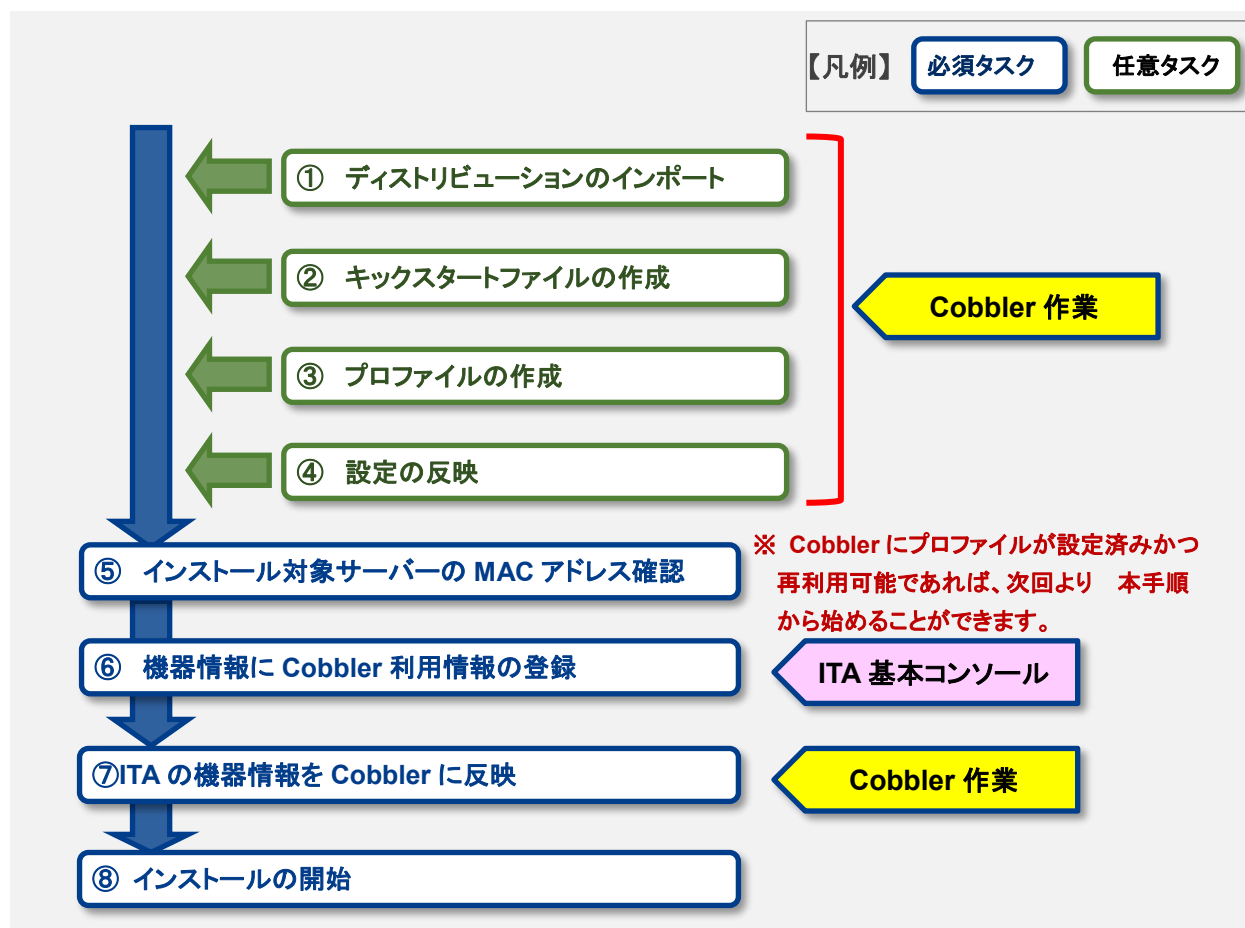 【凡例】 必須タスク 任意タスク
① ディストリビューションのインポート
② キックスタートファイルの作成
Cobbler 作業
③ プロファイルの作成
④ 設定の反映
⑤ インストール対象サーバーの MAC アドレス確認
※ Cobbler にプロファイルが設定済みかつ
再利用可能であれば、次回より　本手順
から始めることができます。
⑥ 機器情報に Cobbler 利用情報の登録
ITA 基本コンソール
⑦ITA の機器情報を Cobbler に反映
Cobbler 作業
⑧ インストールの開始